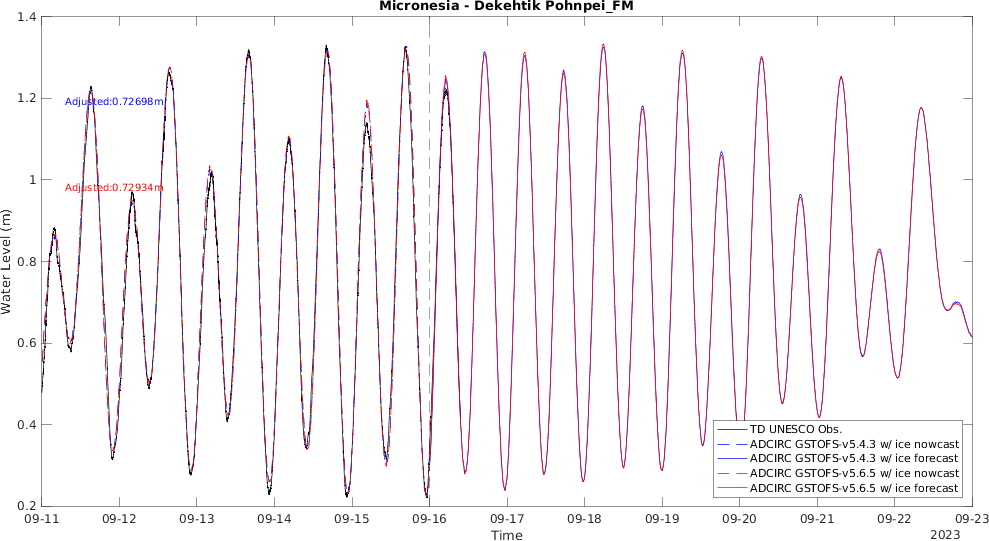 Micronesia - Dekehtik Pohnpei_FM
Water Level (m)
1.4
1.2
1
0.8
0.6
0.4
0.2
Adjusted:0.72698m
Adjusted:0.72934m
TD UNESCO Obs.
ADCIRC GSTOFS-v5.4.3 w/ ice nowcast
ADCIRC GSTOFS-v5.4.3 w/ ice forecast
ADCIRC GSTOFS-v5.6.5 w/ ice nowcast
ADCIRC GSTOFS-v5.6.5 w/ ice forecast
09-11 09-12 09-13 09-14 09-15 09-16 09-17 09-18 09-19 09-20 09-21 09-22 09-23
Time
2023